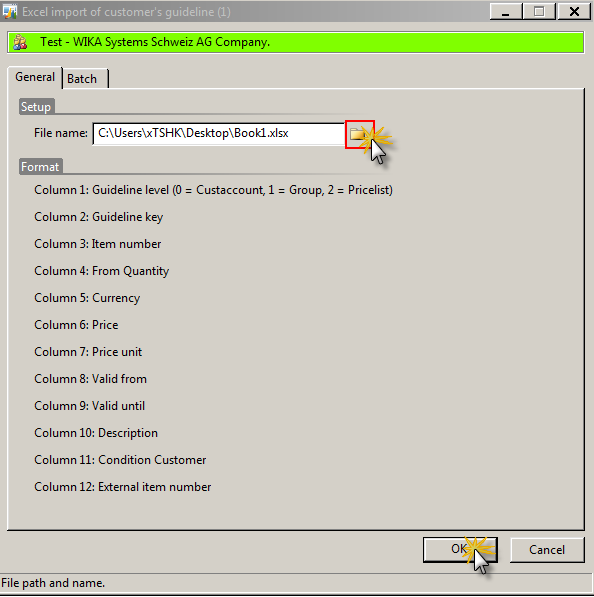 Excel import of customer's guideline (1)
Test - WIKA Systems Schweiz AG Company.
General Batch
Setup
File name: C:\Users\xTSHK\Desktop\Book1.xlsx
Format
Column 1: Guideline level (0 = Custaccount, 1 = Group, 2 = Pricelist)
Column 2: Guideline key
Column 3: Item number
Column 4: From Quantity
Column 5: Currency
Column 6: Price
Column 7: Price unit
Column 8: Valid from
Column 9: Valid until
Column 10: Description
Column 11: Condition Customer
Column 12: External item number
OK Cancel
File path and name.